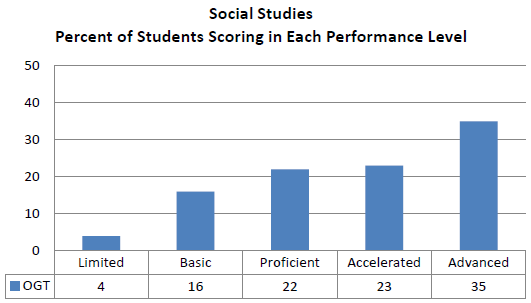 Social Studies
Percent of Students Scoring in Each Performance Level
50
40
30
20
10
0
Limited Basic Proficient Accelerated Advanced
OGT 4 16 22 23 35